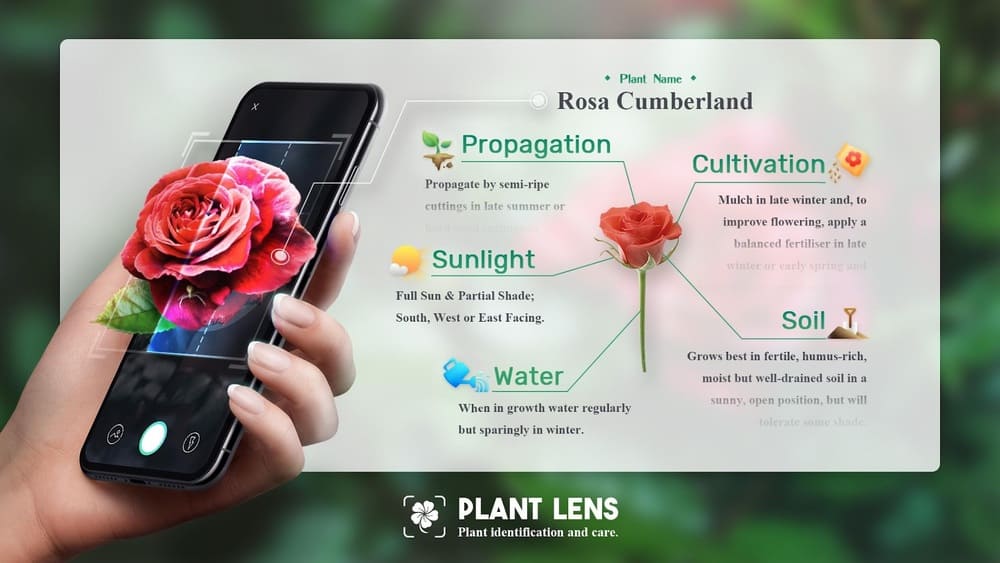 Plant Name
Rosa Cumberland
Propagation
Propagate by semi-ripe
cuttings in late summer or
Cultivation
Mulch in late winter and, to
improve flowering, apply a
balanced fertiliser in late
winter or early spring and
Sunlight
Full Sun & Partial Shade;
South, West or East Facing.
Soil
Grows best in fertile, humus-rich,
moist but well-drained soil in a
sunny, open position, but will
tolerate some shade.
Water
When in growth water regularly
but sparingly in winter.
PLANT LENS
Plant identification and care.